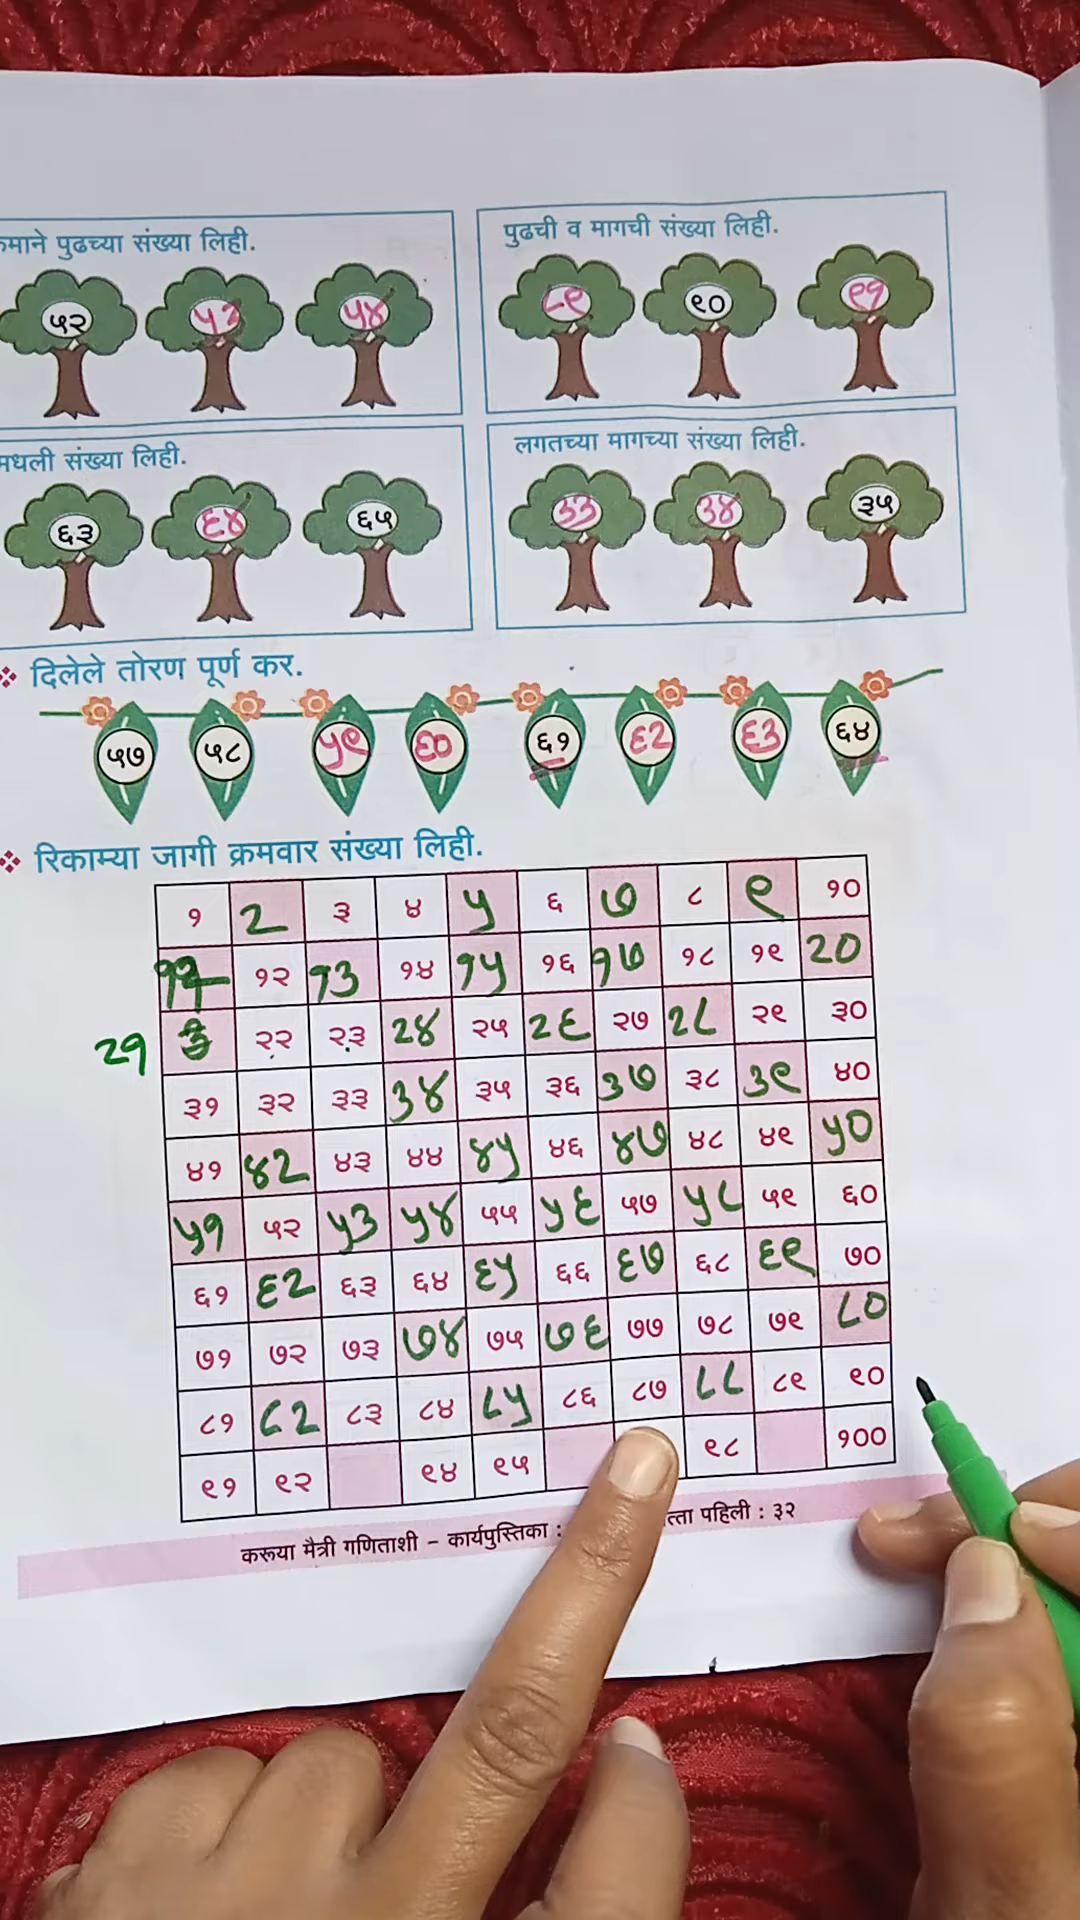 माने पुढच्या संख्या लिही.
५२ ५२ ५४
पुढची व मागची संख्या लिही.
८९ ९० ९१
मधली संख्या लिही.
६३ ६४ ६५
लगतच्या मागच्या संख्या लिही.
३३ ३४ ३५
❖ दिलेले तोरण पूर्ण कर.
५७ ५८ ५९ ६० ६१ ६२ ६३ ६४
❖ रिकाम्या जागी क्रमवार संख्या लिही.
१ २ ३ ४ ५ ६ ७ ८ ९ १०
११ १२ १३ १४ १५ १६ १७ १८ १९ २०
२१ २२ २३ २४ २५ २६ २७ २८ २९ ३०
३१ ३२ ३३ ३४ ३५ ३६ ३७ ३८ ३९ ४०
४१ ४२ ४३ ४४ ४५ ४६ ४७ ४८ ४९ ५०
५१ ५२ ५३ ५४ ५५ ५६ ५७ ५८ ५९ ६०
६१ ६२ ६३ ६४ ६५ ६६ ६७ ६८ ६९ ७०
७१ ७२ ७३ ७४ ७५ ७६ ७७ ७८ ७९ ८०
८१ ८२ ८३ ८४ ८५ ८६ ८७ ८८ ८९ ९०
९१ ९२ ९४ ९५ ९८ १००
करूया मैत्री गणिताशी – कार्यपुस्तिका : पहिली : ३२